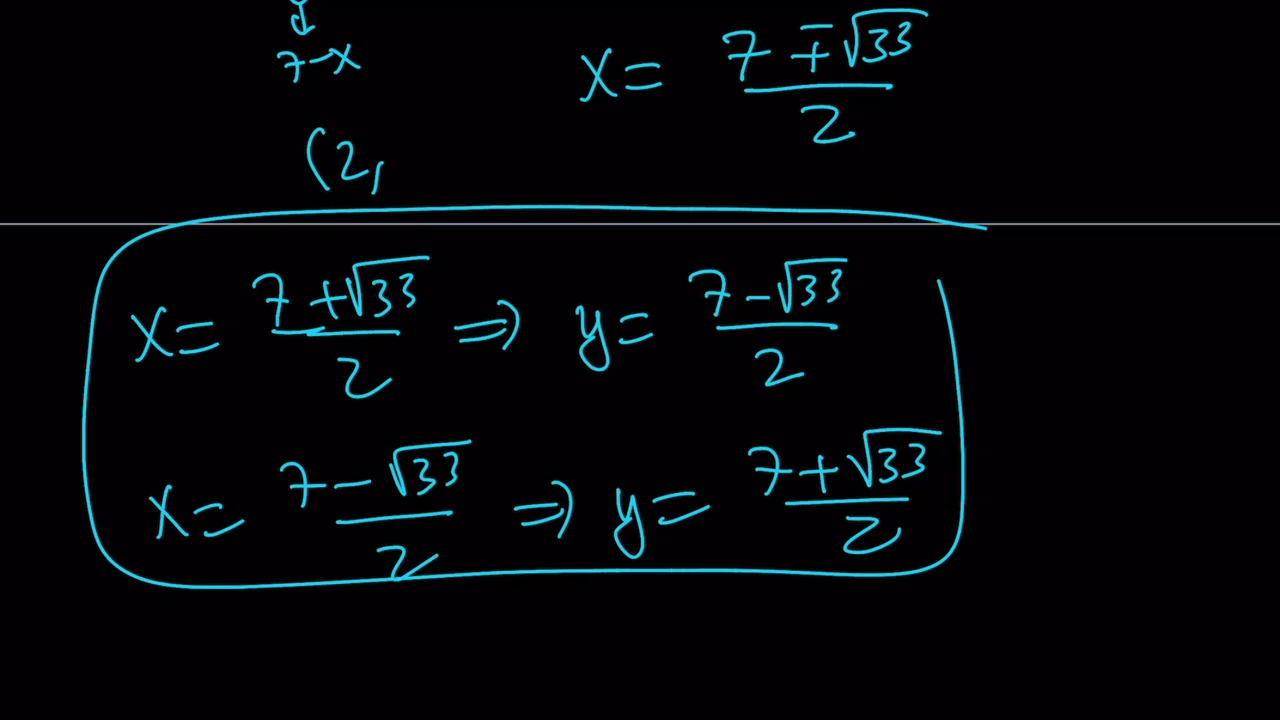 7-x
x = (7 ∓ √33)/2
(2,
x = (7 + √33)/2 ⇒ y = (7 - √33)/2
x = (7 - √33)/2 ⇒ y = (7 + √33)/2